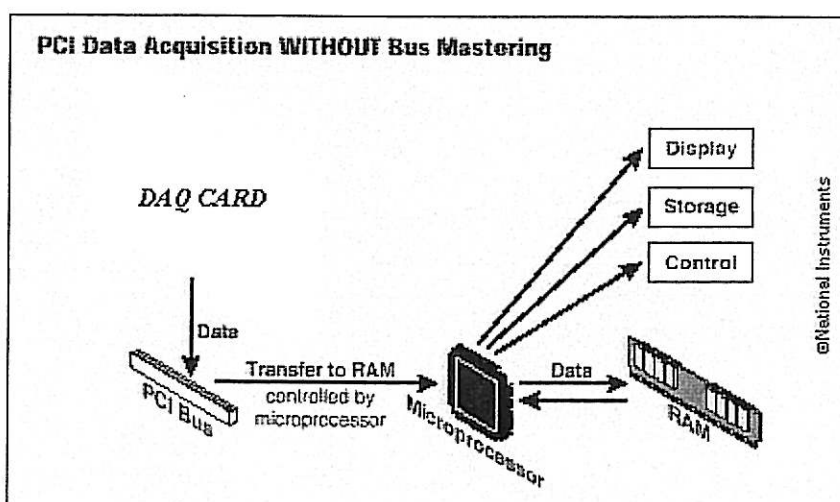 PCI Data Acquisition WITHOUT Bus Mastering
DAQ CARD
Display
Storage
Control
©National Instruments
Data
PCI Bus
Transfer to RAM
controlled by
microprocessor
Microprocessor
Data
RAM